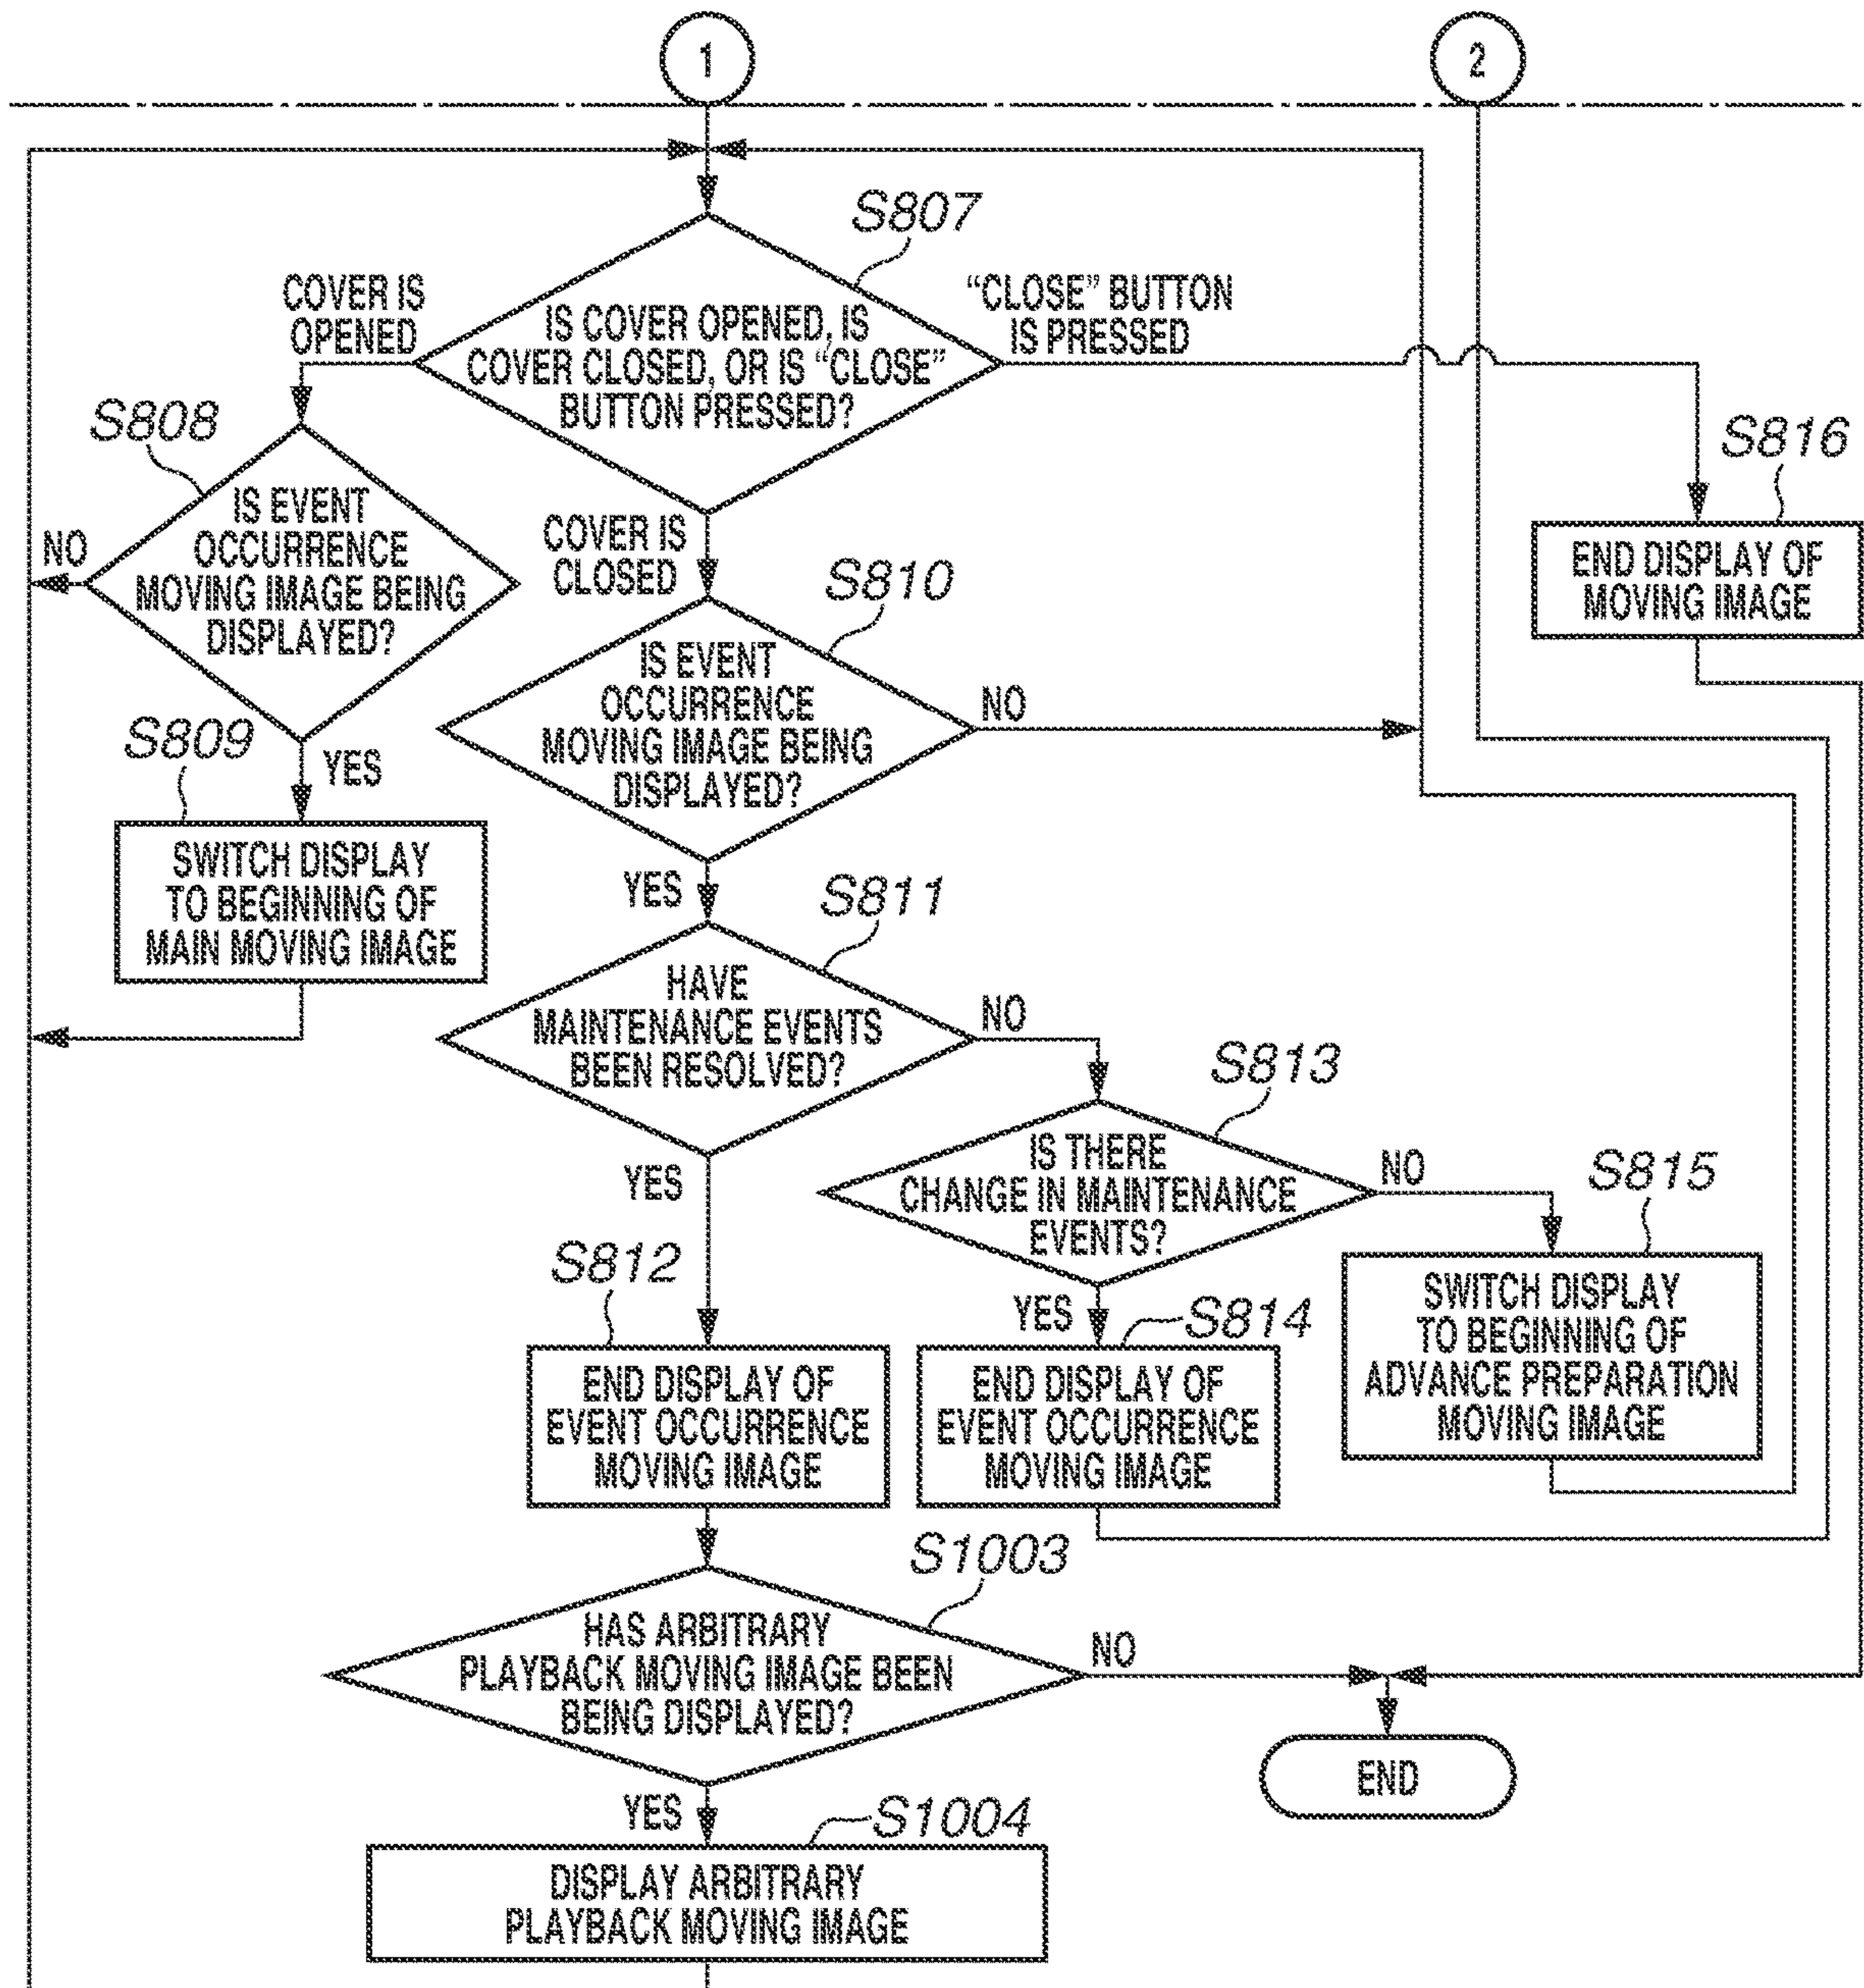 1
2
S807
COVER IS
OPENED
IS COVER OPENED, IS
COVER CLOSED, OR IS “CLOSE”
BUTTON PRESSED?
“CLOSE” BUTTON
IS PRESSED
S808
IS EVENT
OCCURRENCE
MOVING IMAGE BEING
DISPLAYED?
NO
COVER IS
CLOSED
S816
END DISPLAY OF
MOVING IMAGE
S810
IS EVENT
OCCURRENCE
MOVING IMAGE BEING
DISPLAYED?
NO
S809
YES
SWITCH DISPLAY
TO BEGINNING OF
MAIN MOVING IMAGE
YES
S811
HAVE
MAINTENANCE EVENTS
BEEN RESOLVED?
NO
S813
IS THERE
CHANGE IN MAINTENANCE
EVENTS?
NO
S815
YES
S812
YES
S814
SWITCH DISPLAY
TO BEGINNING OF
ADVANCE PREPARATION
MOVING IMAGE
END DISPLAY OF
EVENT OCCURRENCE
MOVING IMAGE
END DISPLAY OF
EVENT OCCURRENCE
MOVING IMAGE
S1003
HAS ARBITRARY
PLAYBACK MOVING IMAGE BEEN
BEING DISPLAYED?
NO
END
YES
S1004
DISPLAY ARBITRARY
PLAYBACK MOVING IMAGE